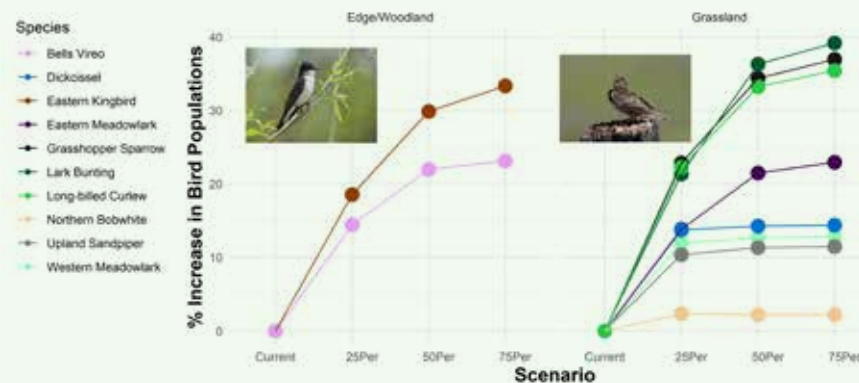 Species
Bells Vireo
Dickcissel
Eastern Kingbird
Eastern Meadowlark
Grasshopper Sparrow
Lark Bunting
Long-billed Curlew
Northern Bobwhite
Upland Sandpiper
Western Meadowlark
% Increase in Bird Populations
40
30
20
10
0
Edge/Woodland
Grassland
Current 25Per 50Per 75Per
Current 25Per 50Per 75Per
Scenario